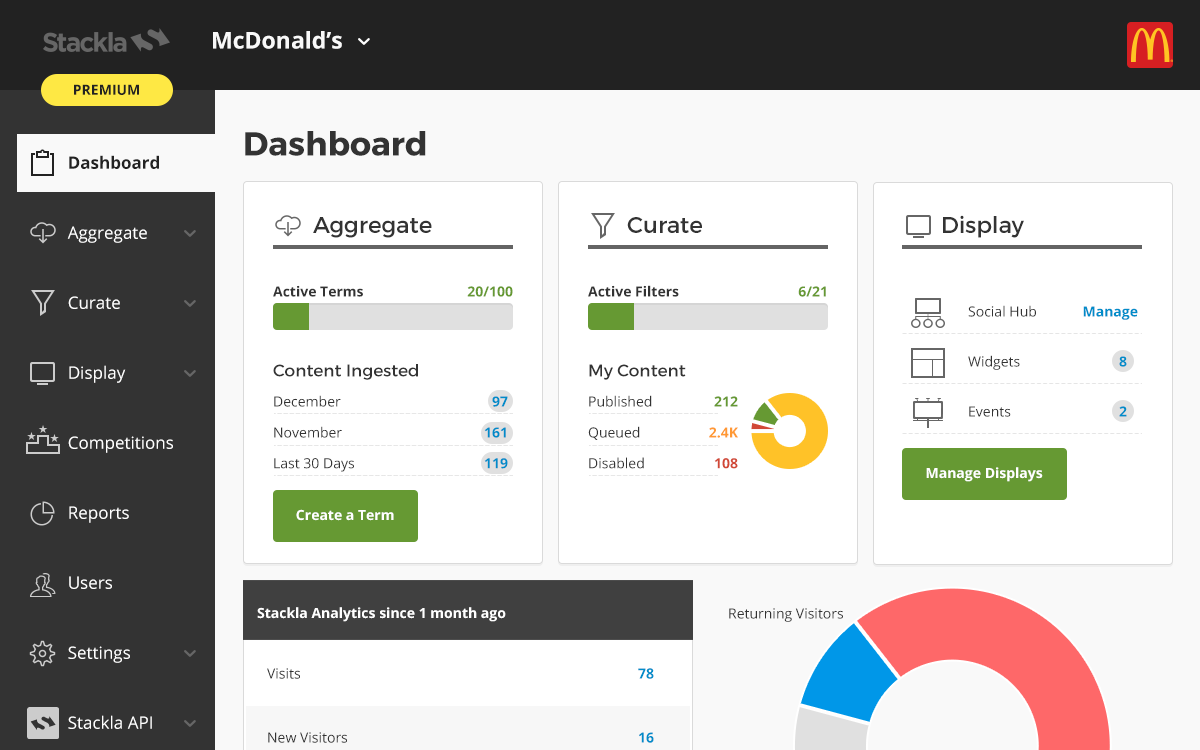 Stackla
McDonald's
PREMIUM
Dashboard
Aggregate
Curate
Display
Competitions
Reports
Users
Settings
Stackla API
Dashboard
Aggregate
Active Terms 20/100
Content Ingested
December 97
November 161
Last 30 Days 119
Create a Term
Curate
Active Filters 6/21
My Content
Published 212
Queued 2.4K
Disabled 108
Display
Social Hub Manage
Widgets 8
Events 2
Manage Displays
Stackla Analytics since 1 month ago
Visits 78
New Visitors 16
Returning Visitors